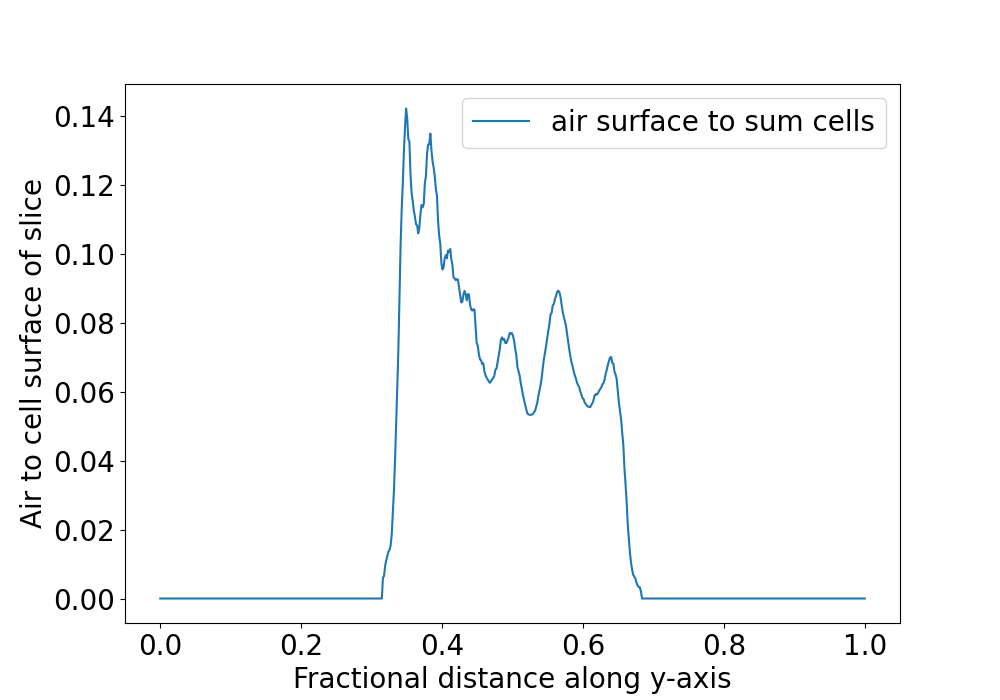 air surface to sum cells
Air to cell surface of slice
0.14
0.12
0.10
0.08
0.06
0.04
0.02
0.00
0.0 0.2 0.4 0.6 0.8 1.0
Fractional distance along y-axis